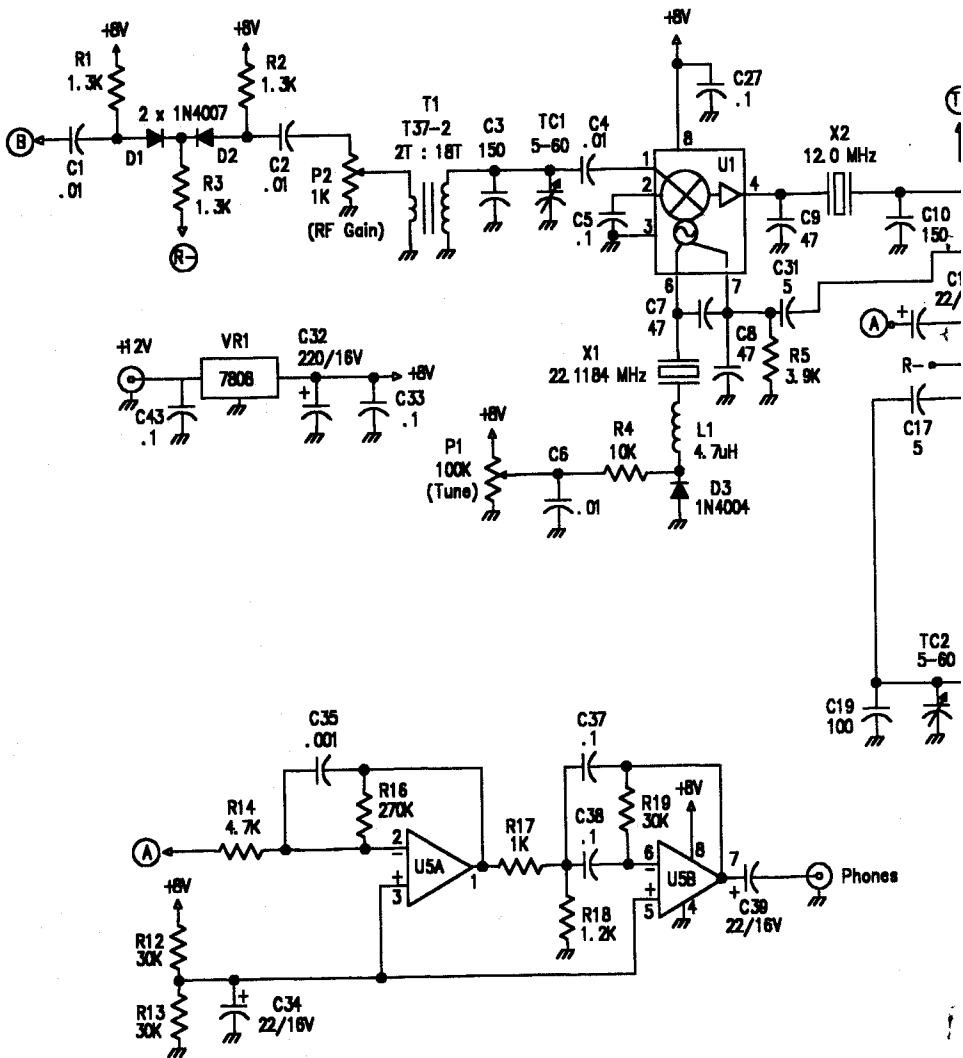 +8V
+8V
+8V
R1
1.3K
R2
1.3K
C27
.1
2 x 1N4007
T1
T37-2
2T : 18T
C3
150
TC1
5-60
C4
.01
X2
12.0 MHz
T
B
C1
.01
D1
D2
C2
.01
P2
1K
(RF Gain)
R3
1.3K
R-
1
2
3
8
U1
4
C5
.1
C9
47
C10
150
6
7
C31
5
C7
47
C8
47
R5
3.9K
A
+
22/
R-
C17
5
+12V
VR1
7808
C32
220/16V
+
+8V
C43
.1
C33
.1
X1
22.1184 MHz
L1
4.7uH
+8V
P1
100K
(Tune)
C6
.01
R4
10K
D3
1N4004
TC2
5-60
C19
100
C35
.001
C37
.1
R14
4.7K
R16
270K
C38
.1
R19
30K
+8V
A
2
-
+
3
U5A
1
R17
1K
6
-
+
5
U5B
8
7
4
+
C39
22/16V
Phones
+8V
R18
1.2K
R12
30K
R13
30K
+
C34
22/16V